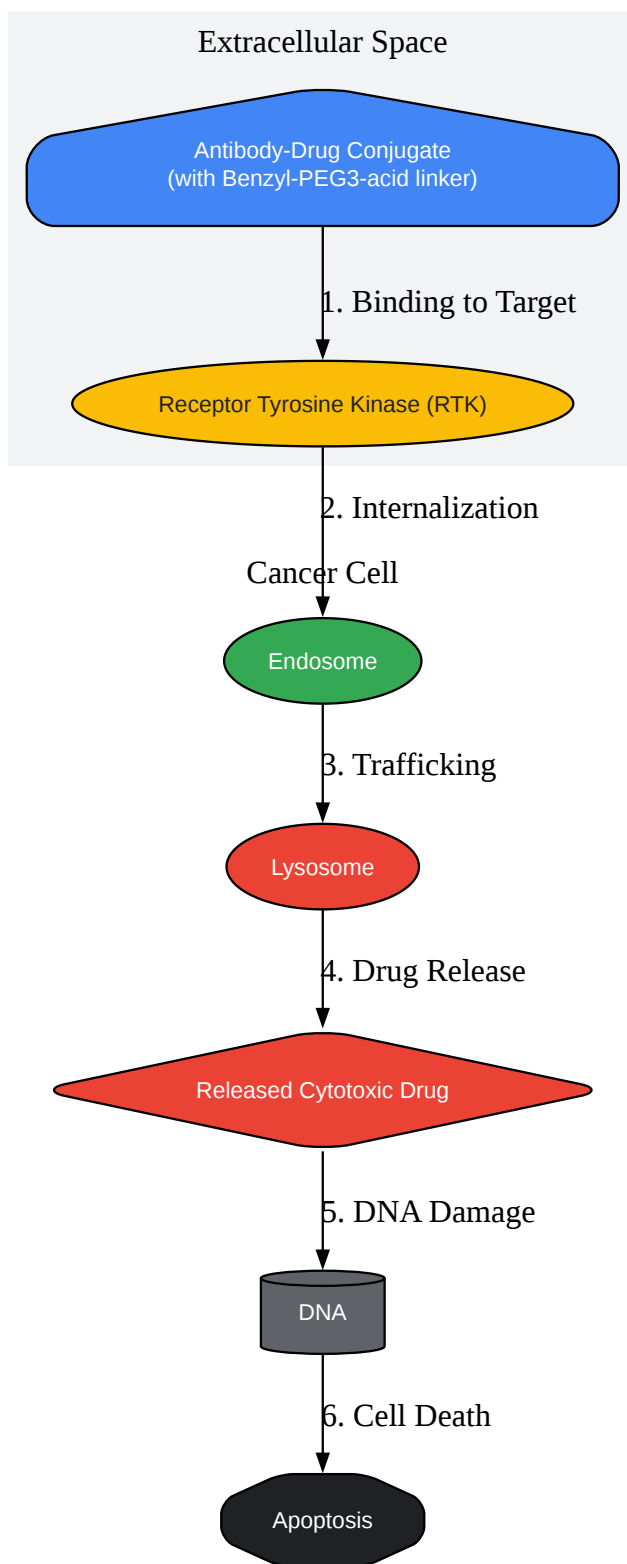 Extracellular Space
Antibody-Drug Conjugate
(with Benzyl-PEG3-acid linker)
1. Binding to Target
Receptor Tyrosine Kinase (RTK)
2. Internalization
Cancer Cell
Endosome
3. Trafficking
Lysosome
4. Drug Release
Released Cytotoxic Drug
5. DNA Damage
DNA
6. Cell Death
Apoptosis